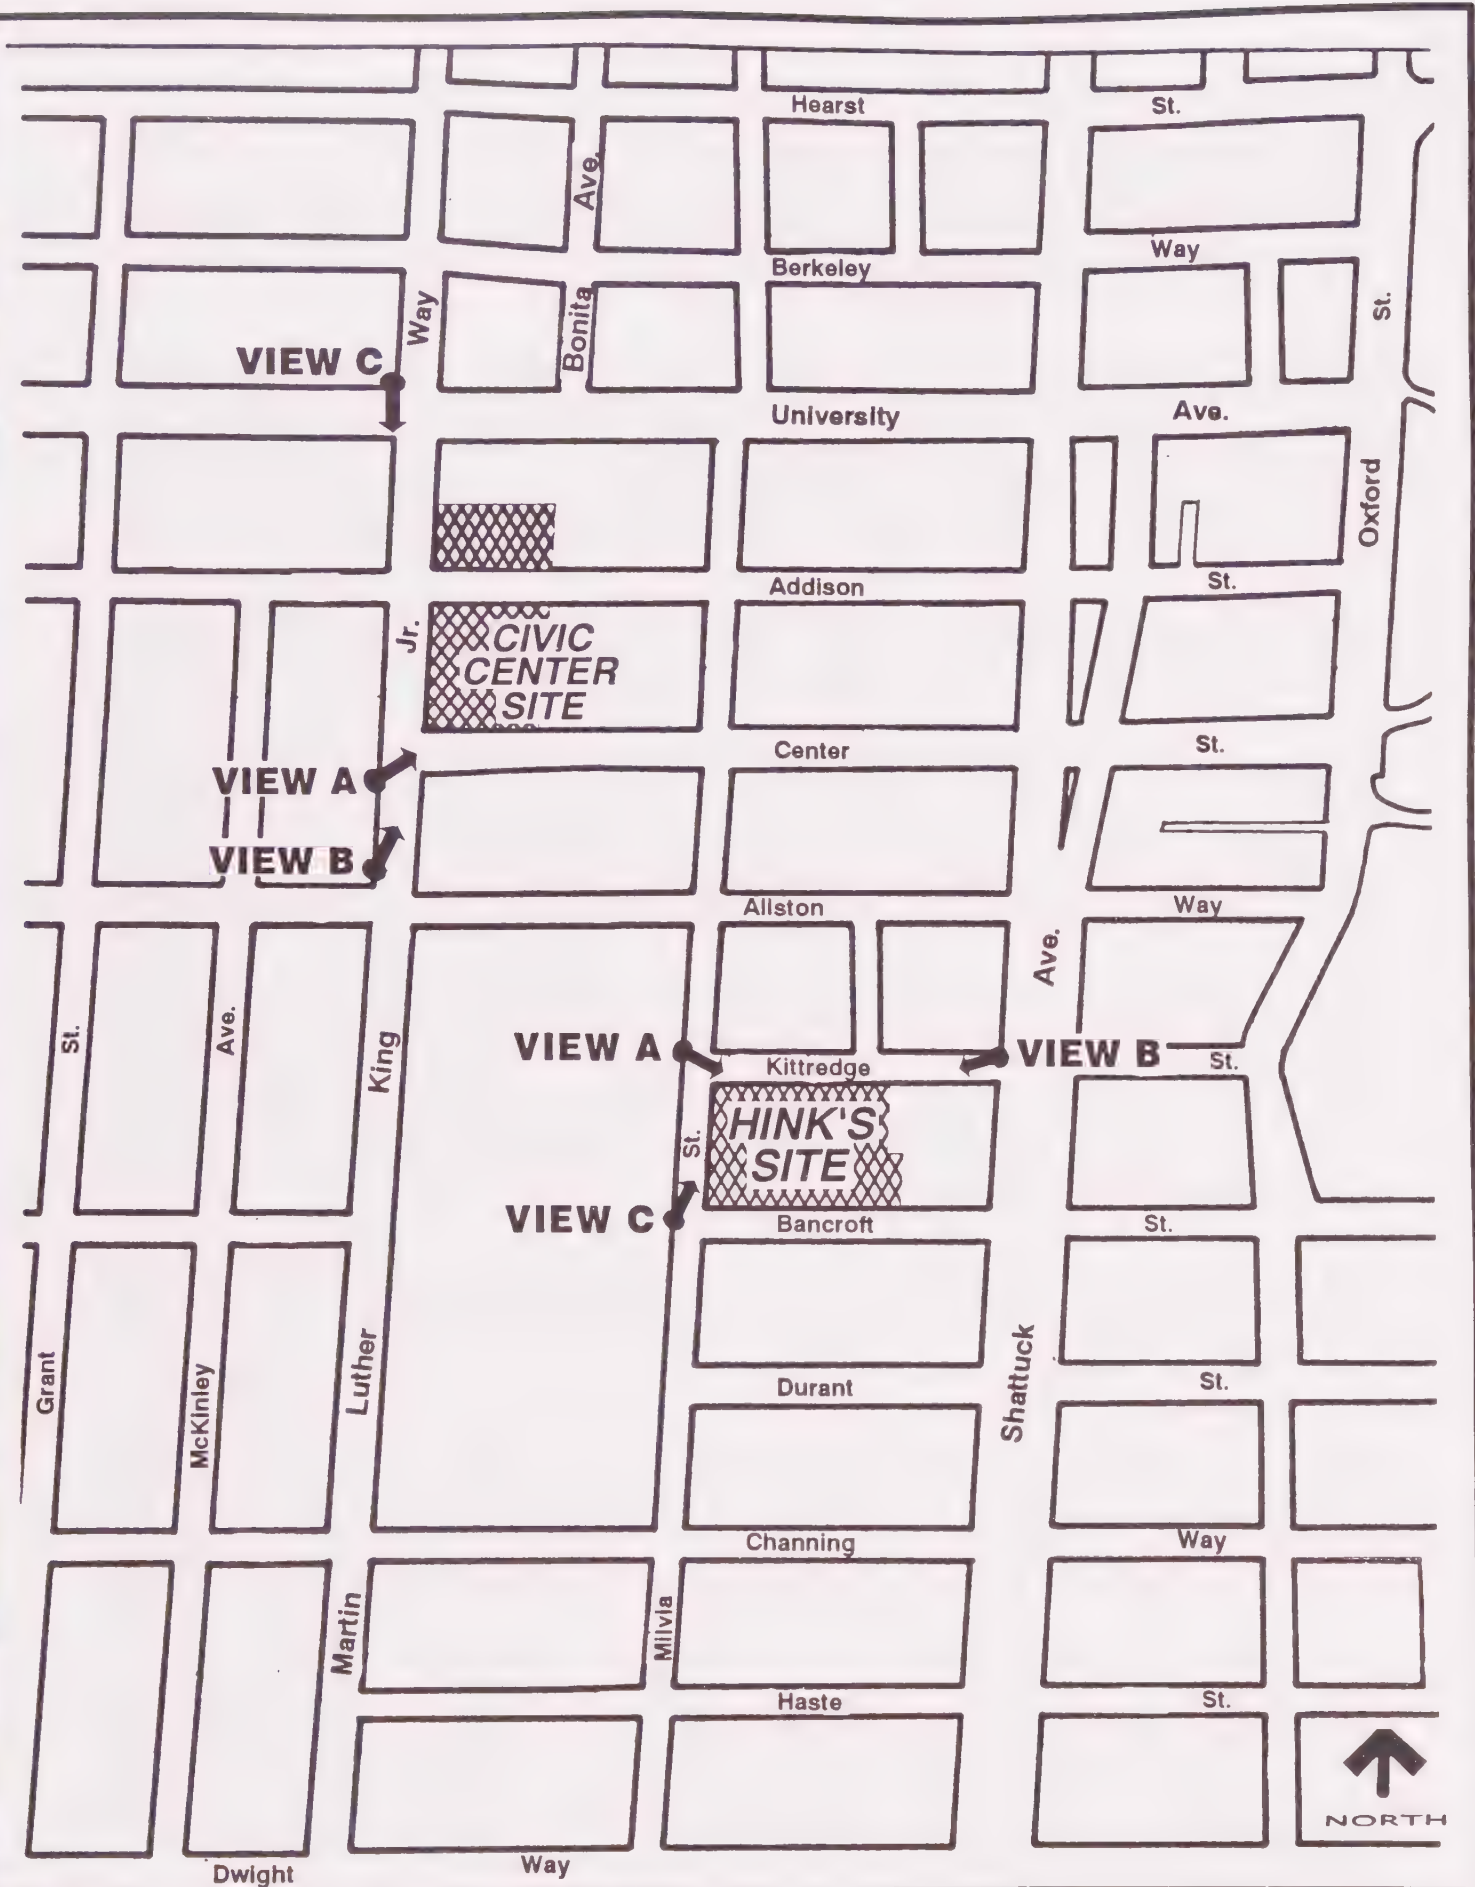 Hearst St.
Ave.
Berkeley Way
Way
Bonita
St.
VIEW C
University Ave.
Oxford
Addison St.
Jr.
CIVIC
CENTER
SITE
Center St.
VIEW A
VIEW B
Allston Way
Ave.
St.
Ave.
King
VIEW A
VIEW B
Kittredge St.
HINK'S
SITE
St.
VIEW C
Bancroft St.
Grant
McKinley
Luther
Shattuck
Durant St.
Channing Way
Martin
Milvia
Haste St.
NORTH
Dwight Way